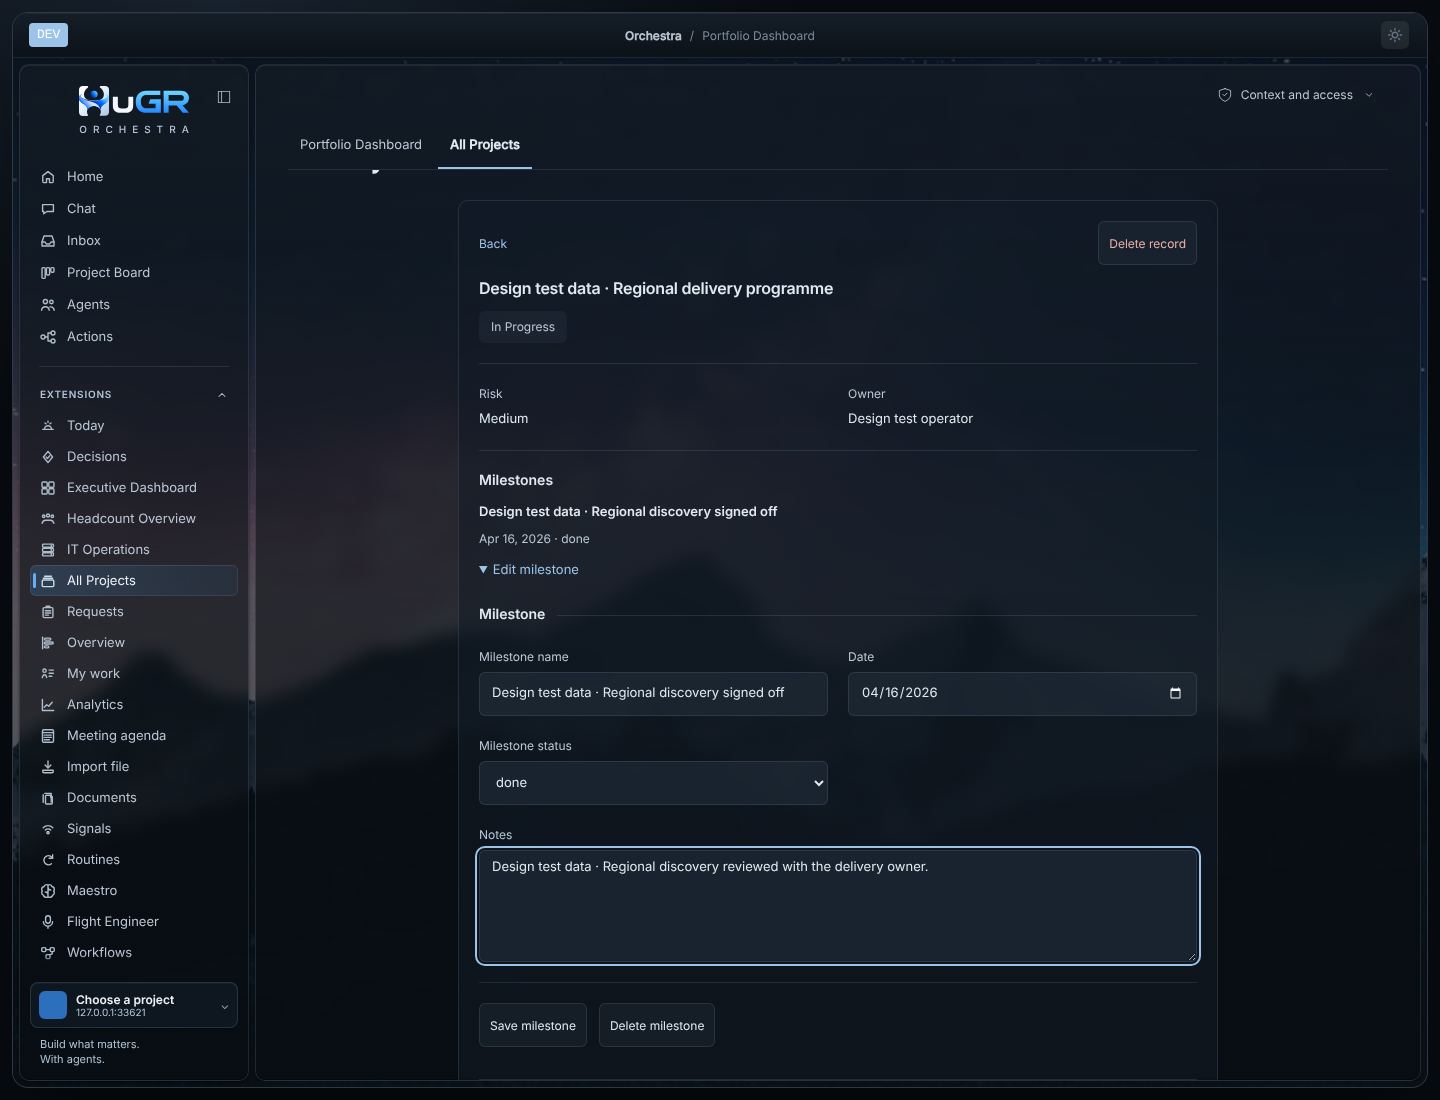 DEV
Orchestra / Portfolio Dashboard
HuGR
ORCHESTRA
Context and access
Portfolio Dashboard
All Projects
Home
Chat
Inbox
Project Board
Agents
Actions
EXTENSIONS
Today
Decisions
Executive Dashboard
Headcount Overview
IT Operations
All Projects
Requests
Overview
My work
Analytics
Meeting agenda
Import file
Documents
Signals
Routines
Maestro
Flight Engineer
Workflows
Choose a project
127.0.0.1:33621
Build what matters.
With agents.
Back
Delete record
Design test data · Regional delivery programme
In Progress
Risk
Owner
Medium
Design test operator
Milestones
Design test data · Regional discovery signed off
Apr 16, 2026 · done
▼ Edit milestone
Milestone
Milestone name
Date
Design test data · Regional discovery signed off
04/16/2026
Milestone status
done
Notes
Design test data · Regional discovery reviewed with the delivery owner.
Save milestone
Delete milestone